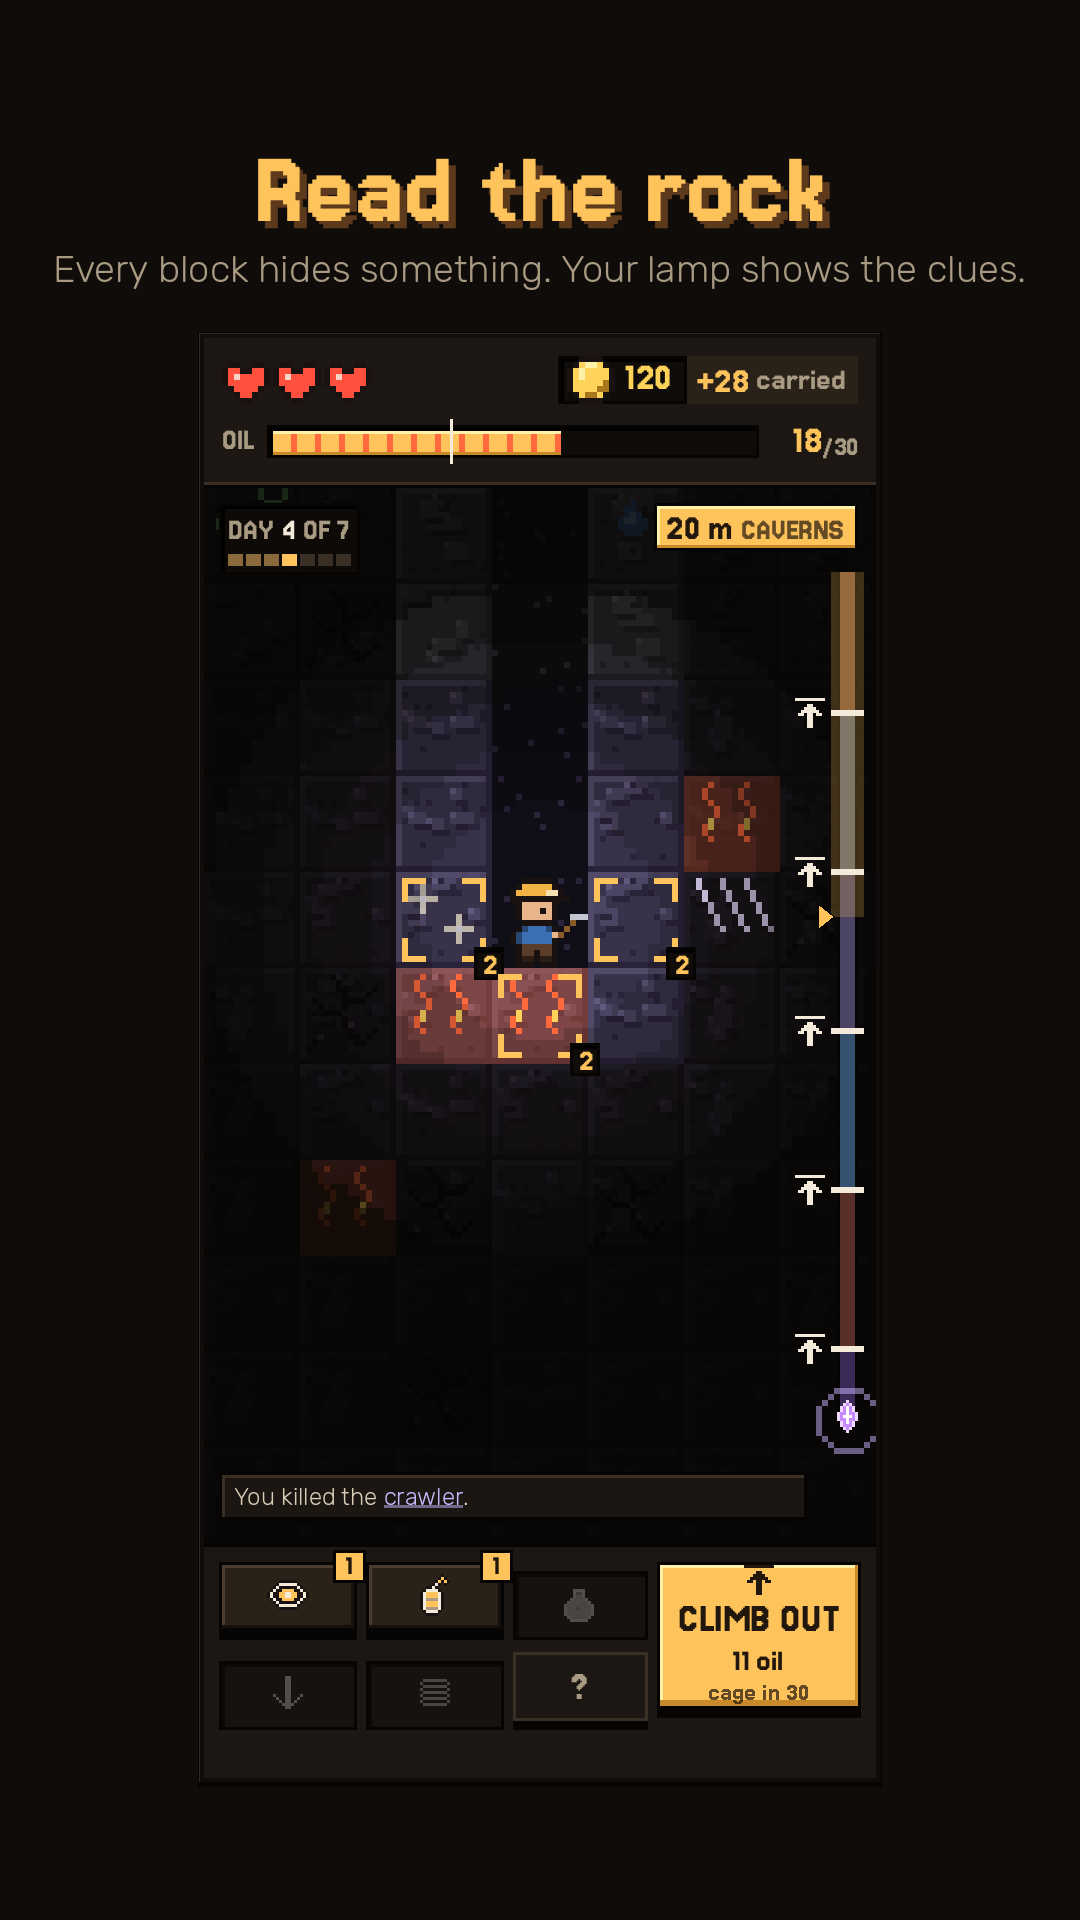 Read the rock
Every block hides something. Your lamp shows the clues.
120 +28 carried
OIL 18/30
DAY 4 OF 7
20 m CAVERNS
2
2
2
You killed the crawler.
1
1
CLIMB OUT
11 oil
cage in 30
?